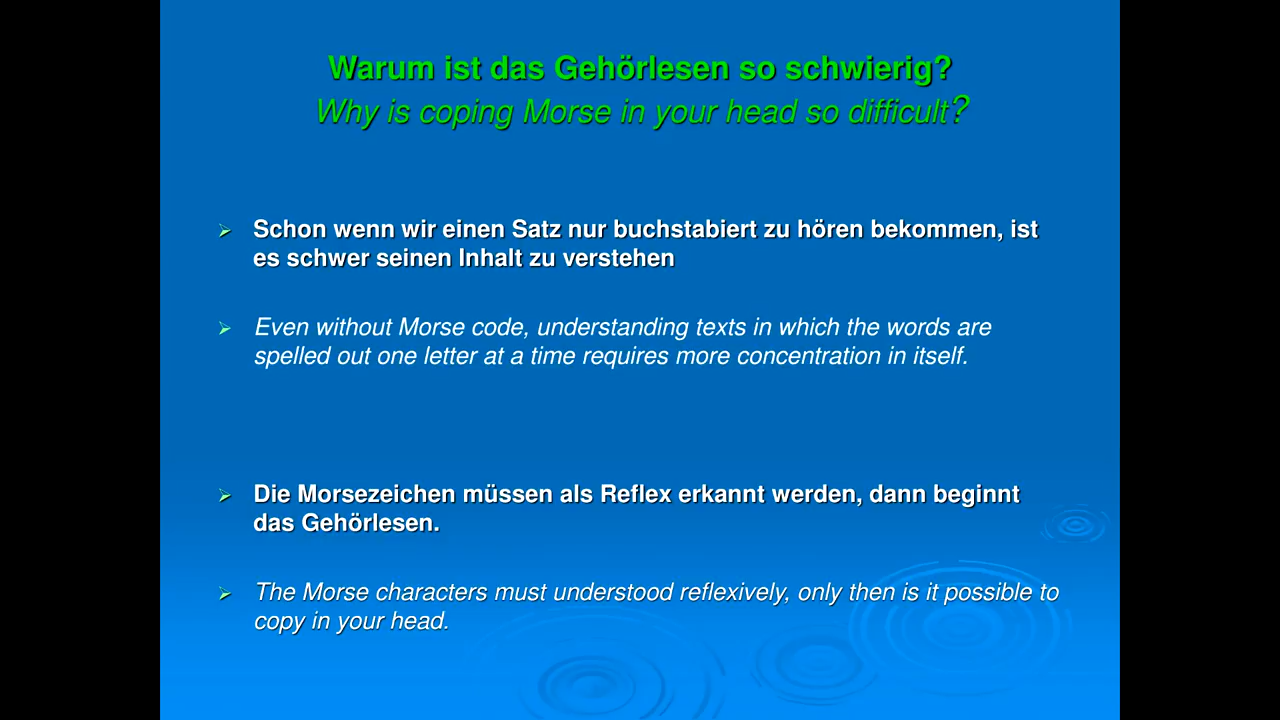 Warum ist das Gehörlesen so schwierig?
Why is coping Morse in your head so difficult?
Schon wenn wir einen Satz nur buchstabiert zu hören bekommen, ist
es schwer seinen Inhalt zu verstehen
Even without Morse code, understanding texts in which the words are
spelled out one letter at a time requires more concentration in itself.
Die Morsezeichen müssen als Reflex erkannt werden, dann beginnt
das Gehörlesen.
The Morse characters must understood reflexively, only then is it possible to
copy in your head.